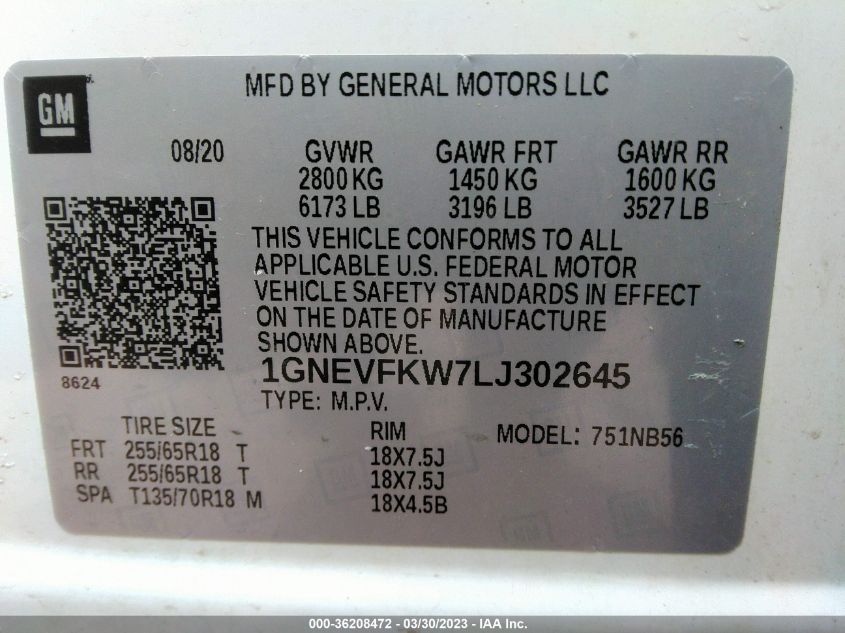 GM
MFD BY GENERAL MOTORS LLC
08/20
GVWR GAWR FRT GAWR RR
2800 KG 1450 KG 1600 KG
6173 LB 3196 LB 3527 LB
THIS VEHICLE CONFORMS TO ALL
APPLICABLE U.S. FEDERAL MOTOR
VEHICLE SAFETY STANDARDS IN EFFECT
ON THE DATE OF MANUFACTURE
SHOWN ABOVE.
8624
1GNEVFKW7LJ302645
TYPE: M.P.V.
TIRE SIZE RIM MODEL: 751NB56
FRT 255/65R18 T 18X7.5J
RR 255/65R18 T 18X7.5J
SPA T135/70R18 M 18X4.5B
000-36208472 - 03/30/2023 - IAA Inc.